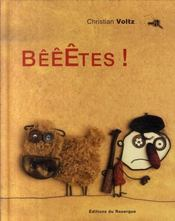 Christian Voltz
BÊÊÊTES !
Éditions du Rouergue